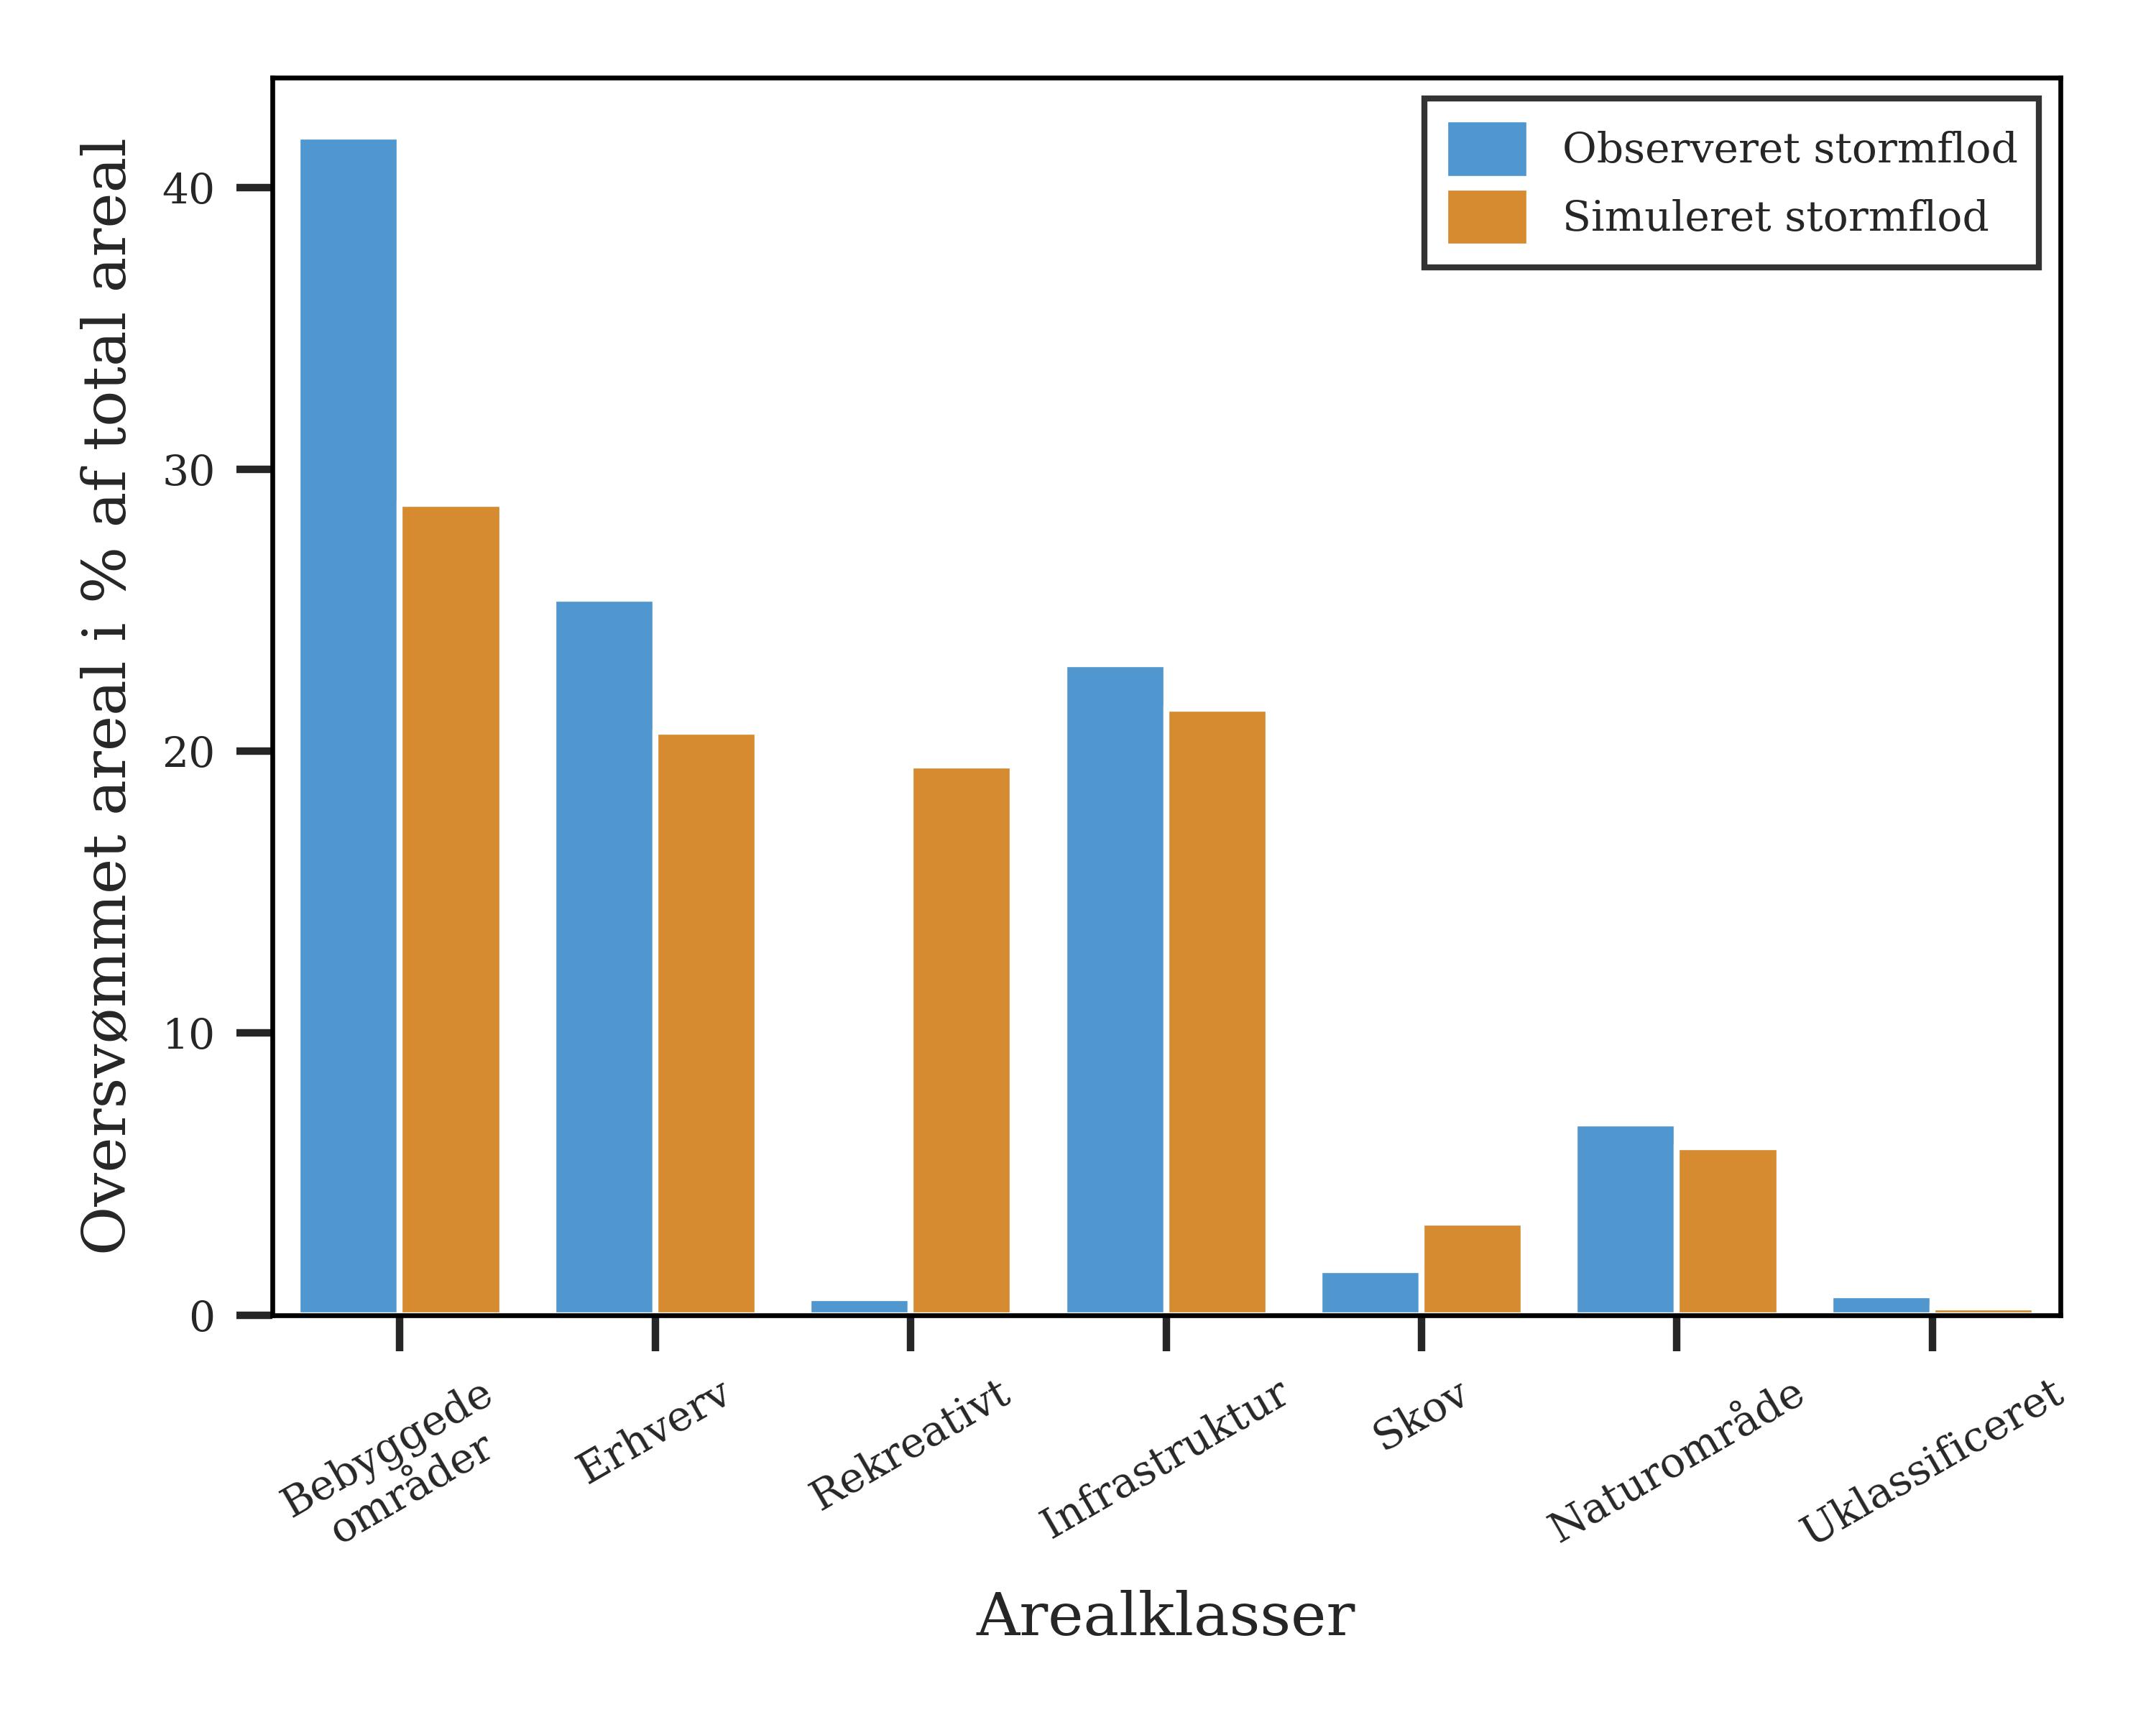 Oversvømmet areal i % af total areal
40
30
20
10
0
Observeret stormflod
Simuleret stormflod
Bebyggede
områder
Erhverv
Rekreativt
Infrastruktur
Skov
Naturområde
Uklassificeret
Arealklasser